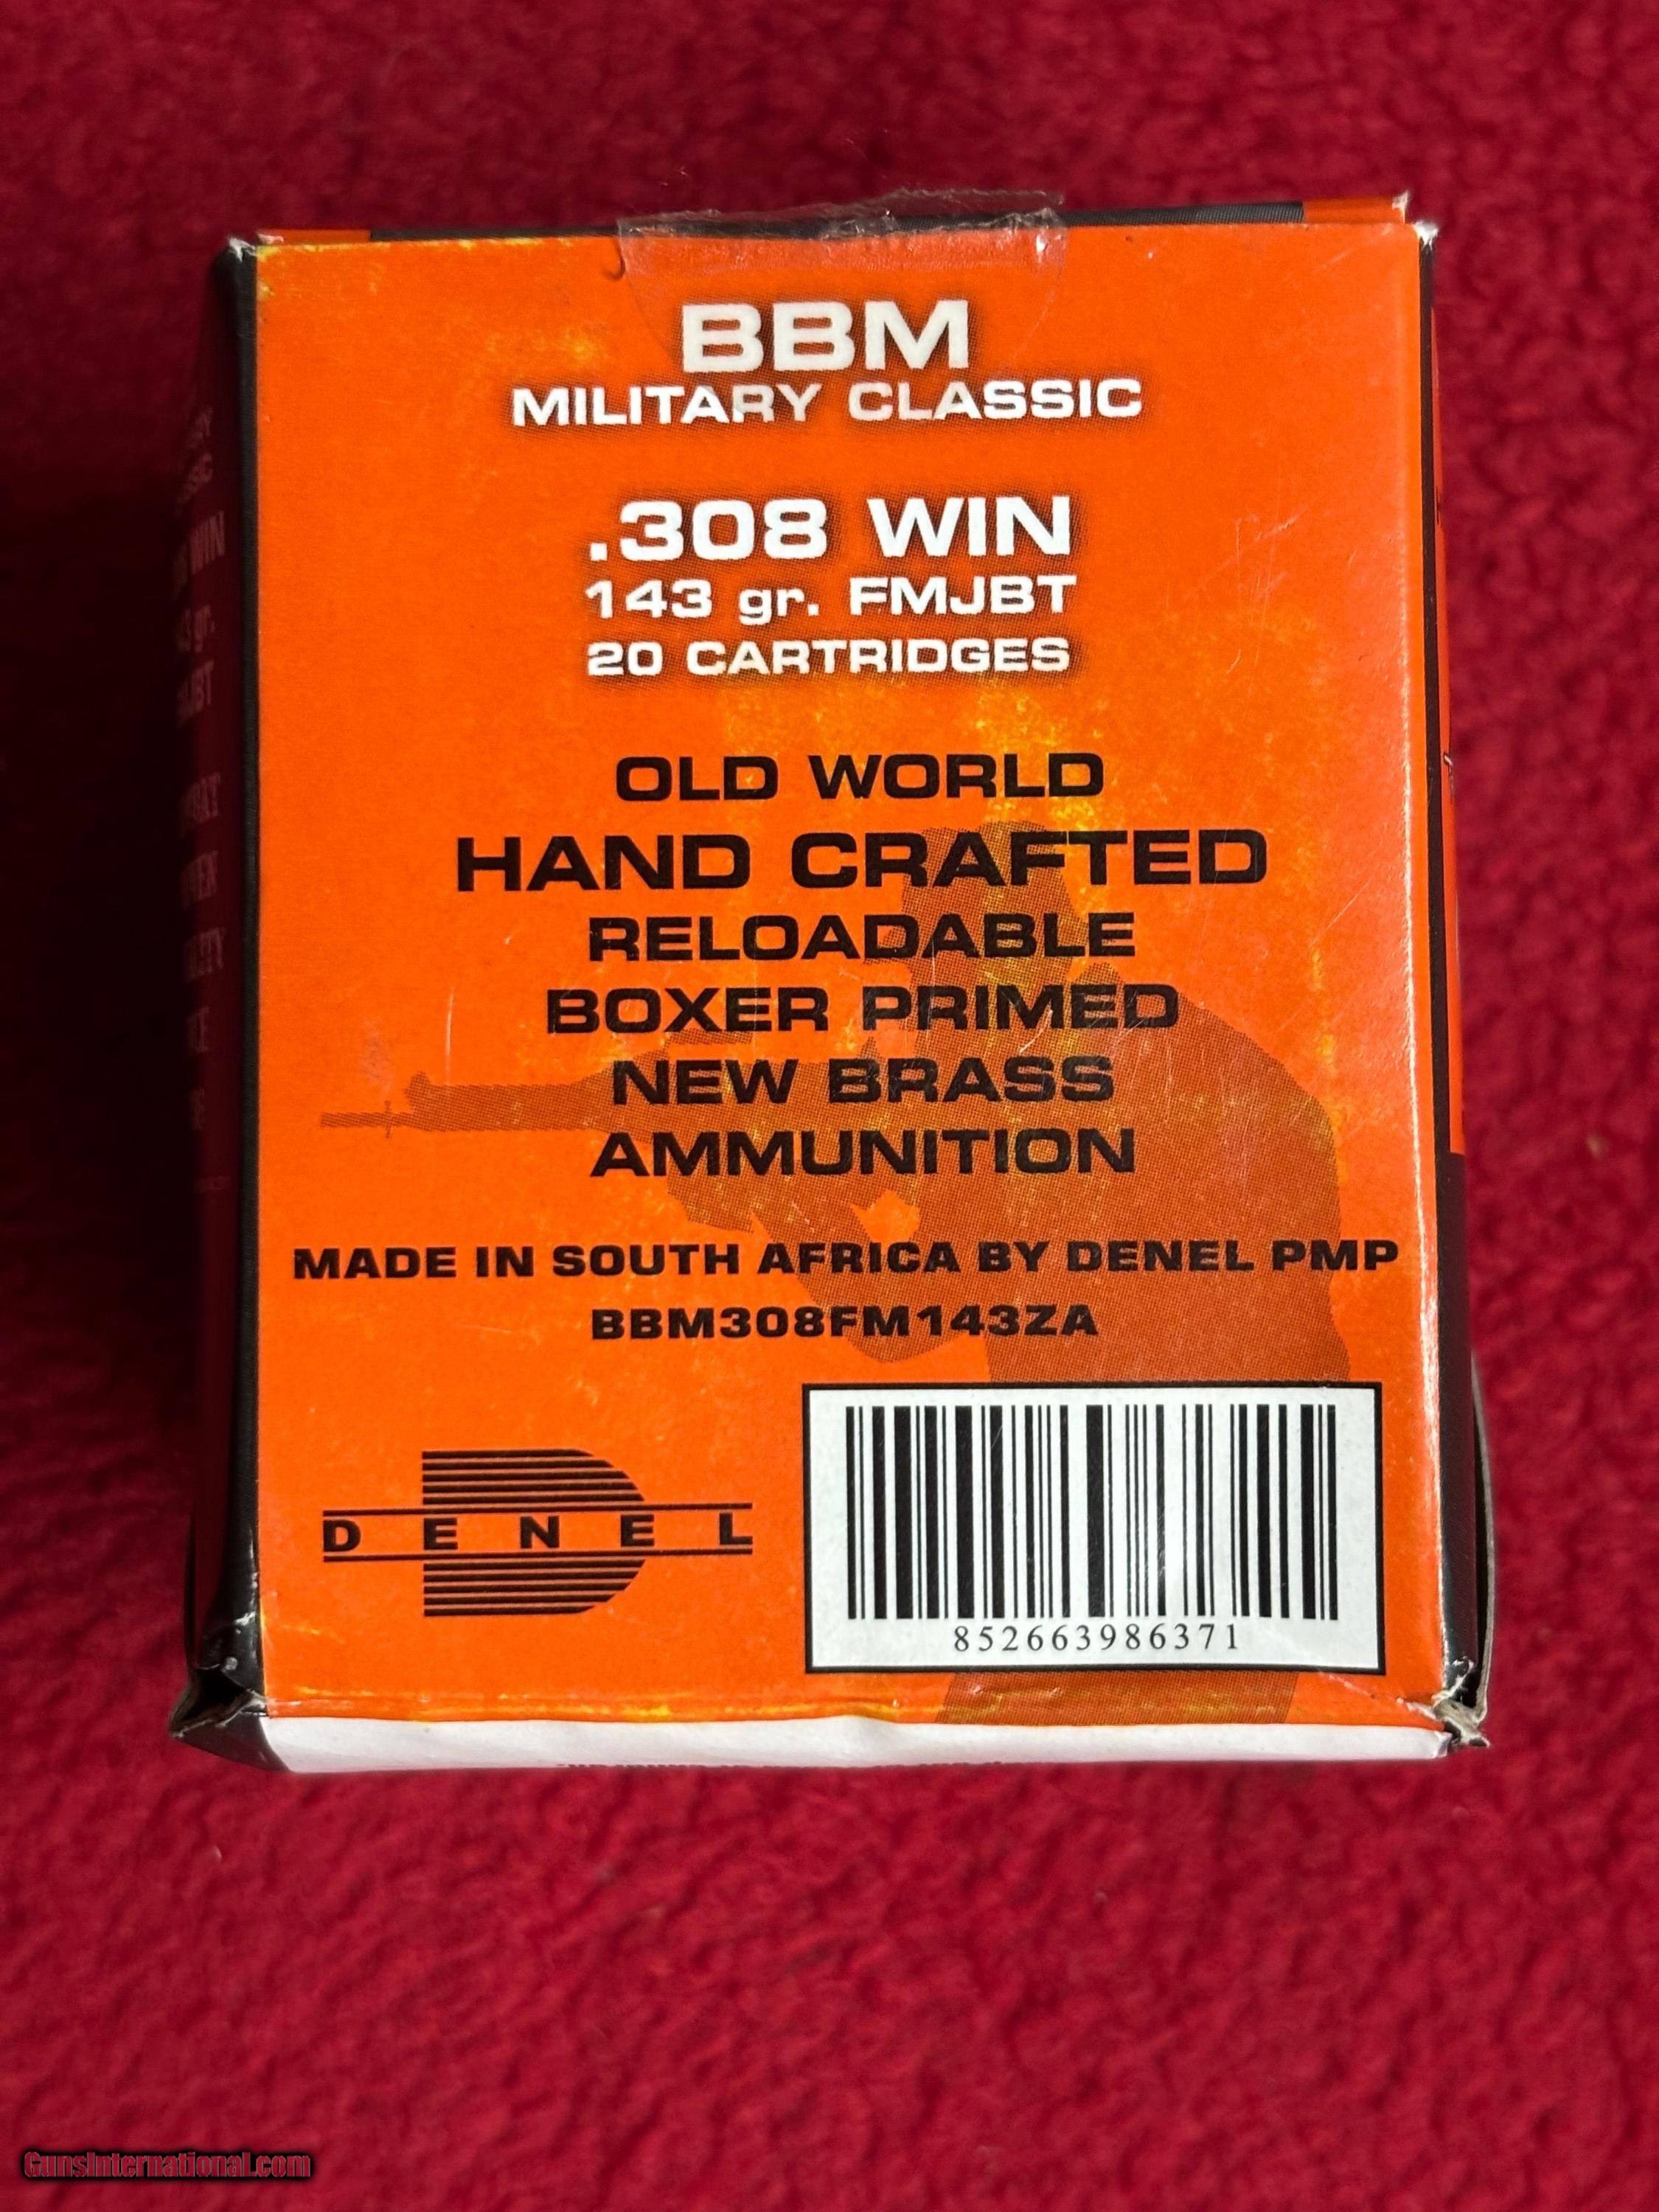 BBM
MILITARY CLASSIC
.308 WIN
143 gr. FMJBT
20 CARTRIDGES
OLD WORLD
HAND CRAFTED
RELOADABLE
BOXER PRIMED
NEW BRASS
AMMUNITION
MADE IN SOUTH AFRICA BY DENEL PMP
BBM308FM143ZA
DENEL
852663986371
WIN
GunsInternational.com